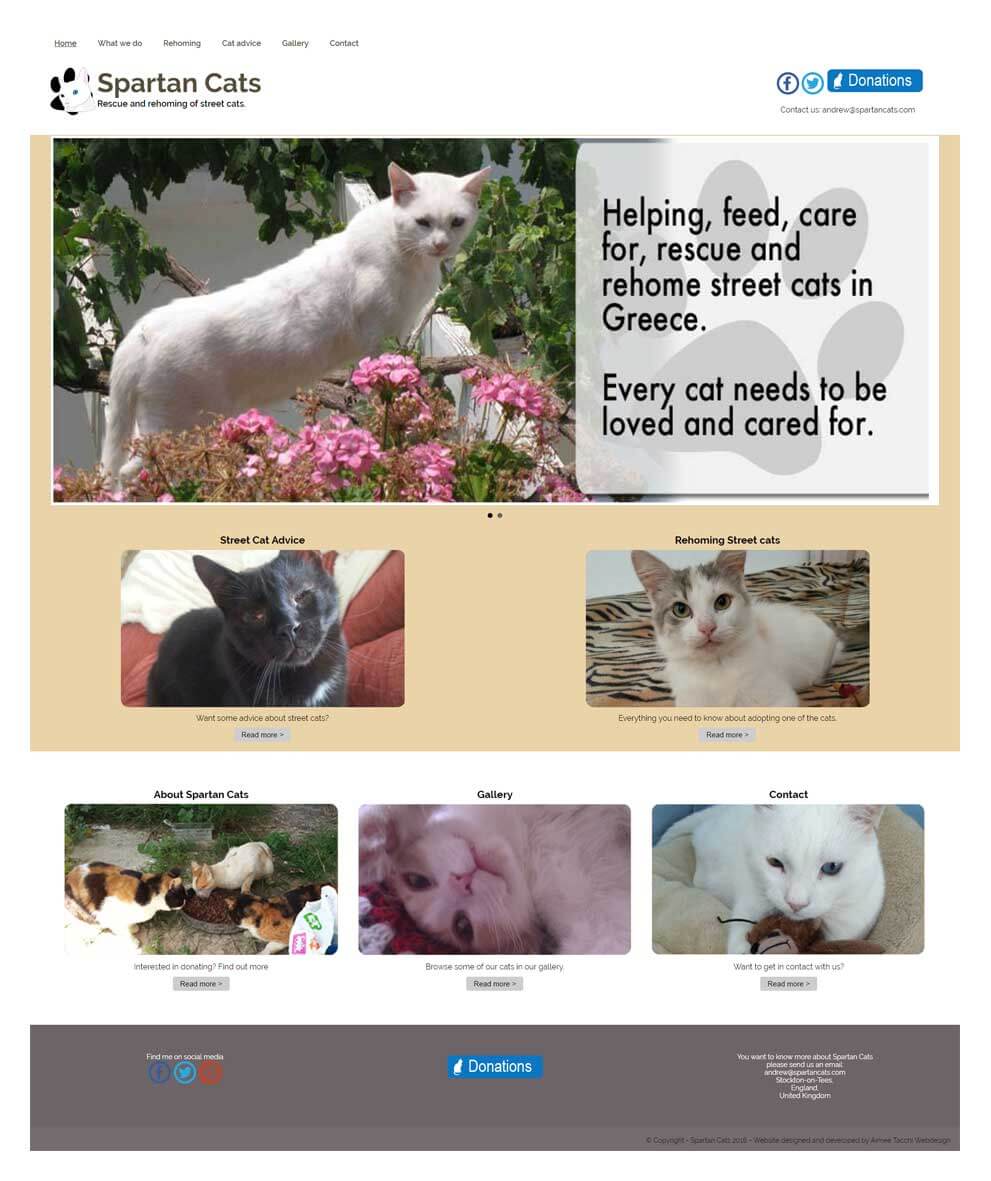 Home What we do Rehoming Cat advice Gallery Contact
Spartan Cats
Rescue and rehoming of street cats.
Donations
Contact us: andrew@spartancats.com
Helping, feed, care
for, rescue and
rehome street cats in
Greece.
Every cat needs to be
loved and cared for.
Street Cat Advice
Rehoming Street cats
Want some advice about street cats?
Everything you need to know about adopting one of the cats.
Read more >
Read more >
About Spartan Cats
Gallery
Contact
Interested in donating? Find out more
Browse some of our cats in our gallery.
Want to get in contact with us?
Read more >
Read more >
Read more >
Find me on social media
Donations
You want to know more about Spartan Cats
please send us an email
andrew@spartancats.com
Stockton-on-Tees,
England,
United Kingdom
© Copyright - Spartan Cats 2016 - Website designed and developed by Aimee Tacchi Webdesign